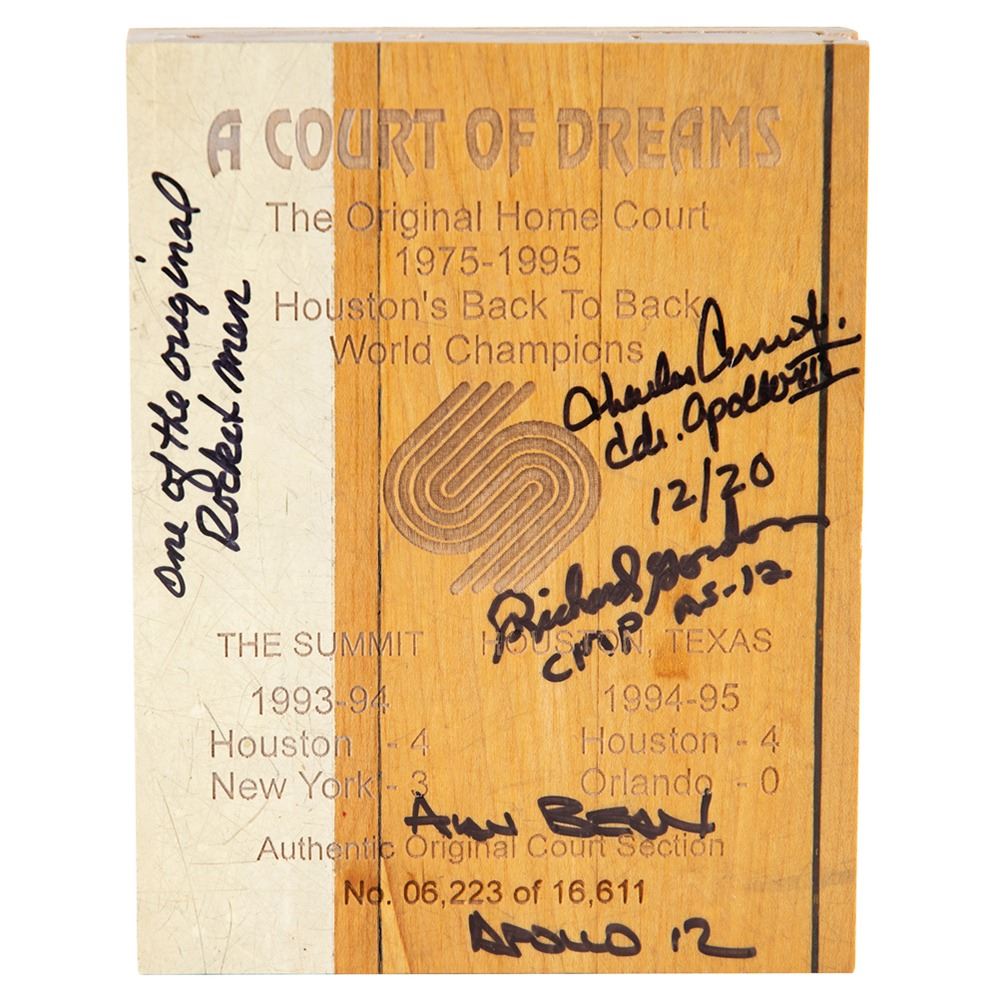 A COURT OF DREAMS
The Original Home Court
1975-1995
Houston's Back To Back
World Champions
one of the original
Rocket men
Charles Conrad Jr.
Cdr. Apollo XII
12/20
Richard Gordon
CMP AS-12
THE SUMMIT HOUSTON, TEXAS
1993-94 1994-95
Houston - 4 Houston - 4
New York - 3 Orlando - 0
ALAN BEAN
Authentic Original Court Section
No. 06,223 of 16,611
APOLLO 12